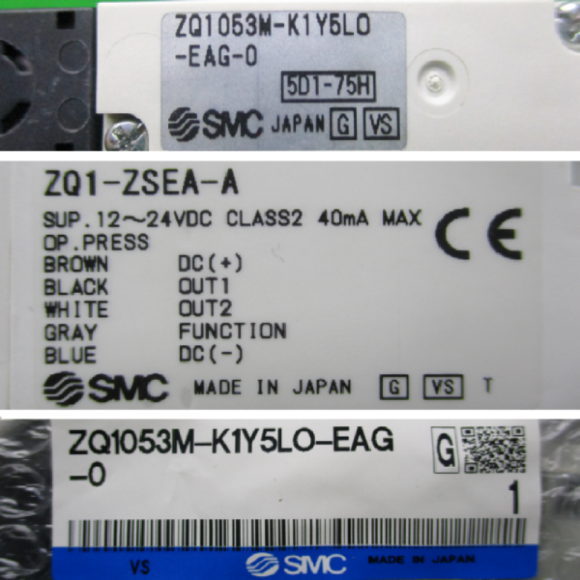 ZQ1053M-K1Y5LO
-EAG-0
5D1-75H
SMC JAPAN G VS
ZQ1-ZSEA-A
SUP.12～24VDC CLASS2 40mA MAX
OP.PRESS
CE
BROWN DC(+)
BLACK OUT1
WHITE OUT2
GRAY FUNCTION
BLUE DC(-)
SMC MADE IN JAPAN G VS T
ZQ1053M-K1Y5LO-EAG
-0
G
1
VS SMC MADE IN JAPAN